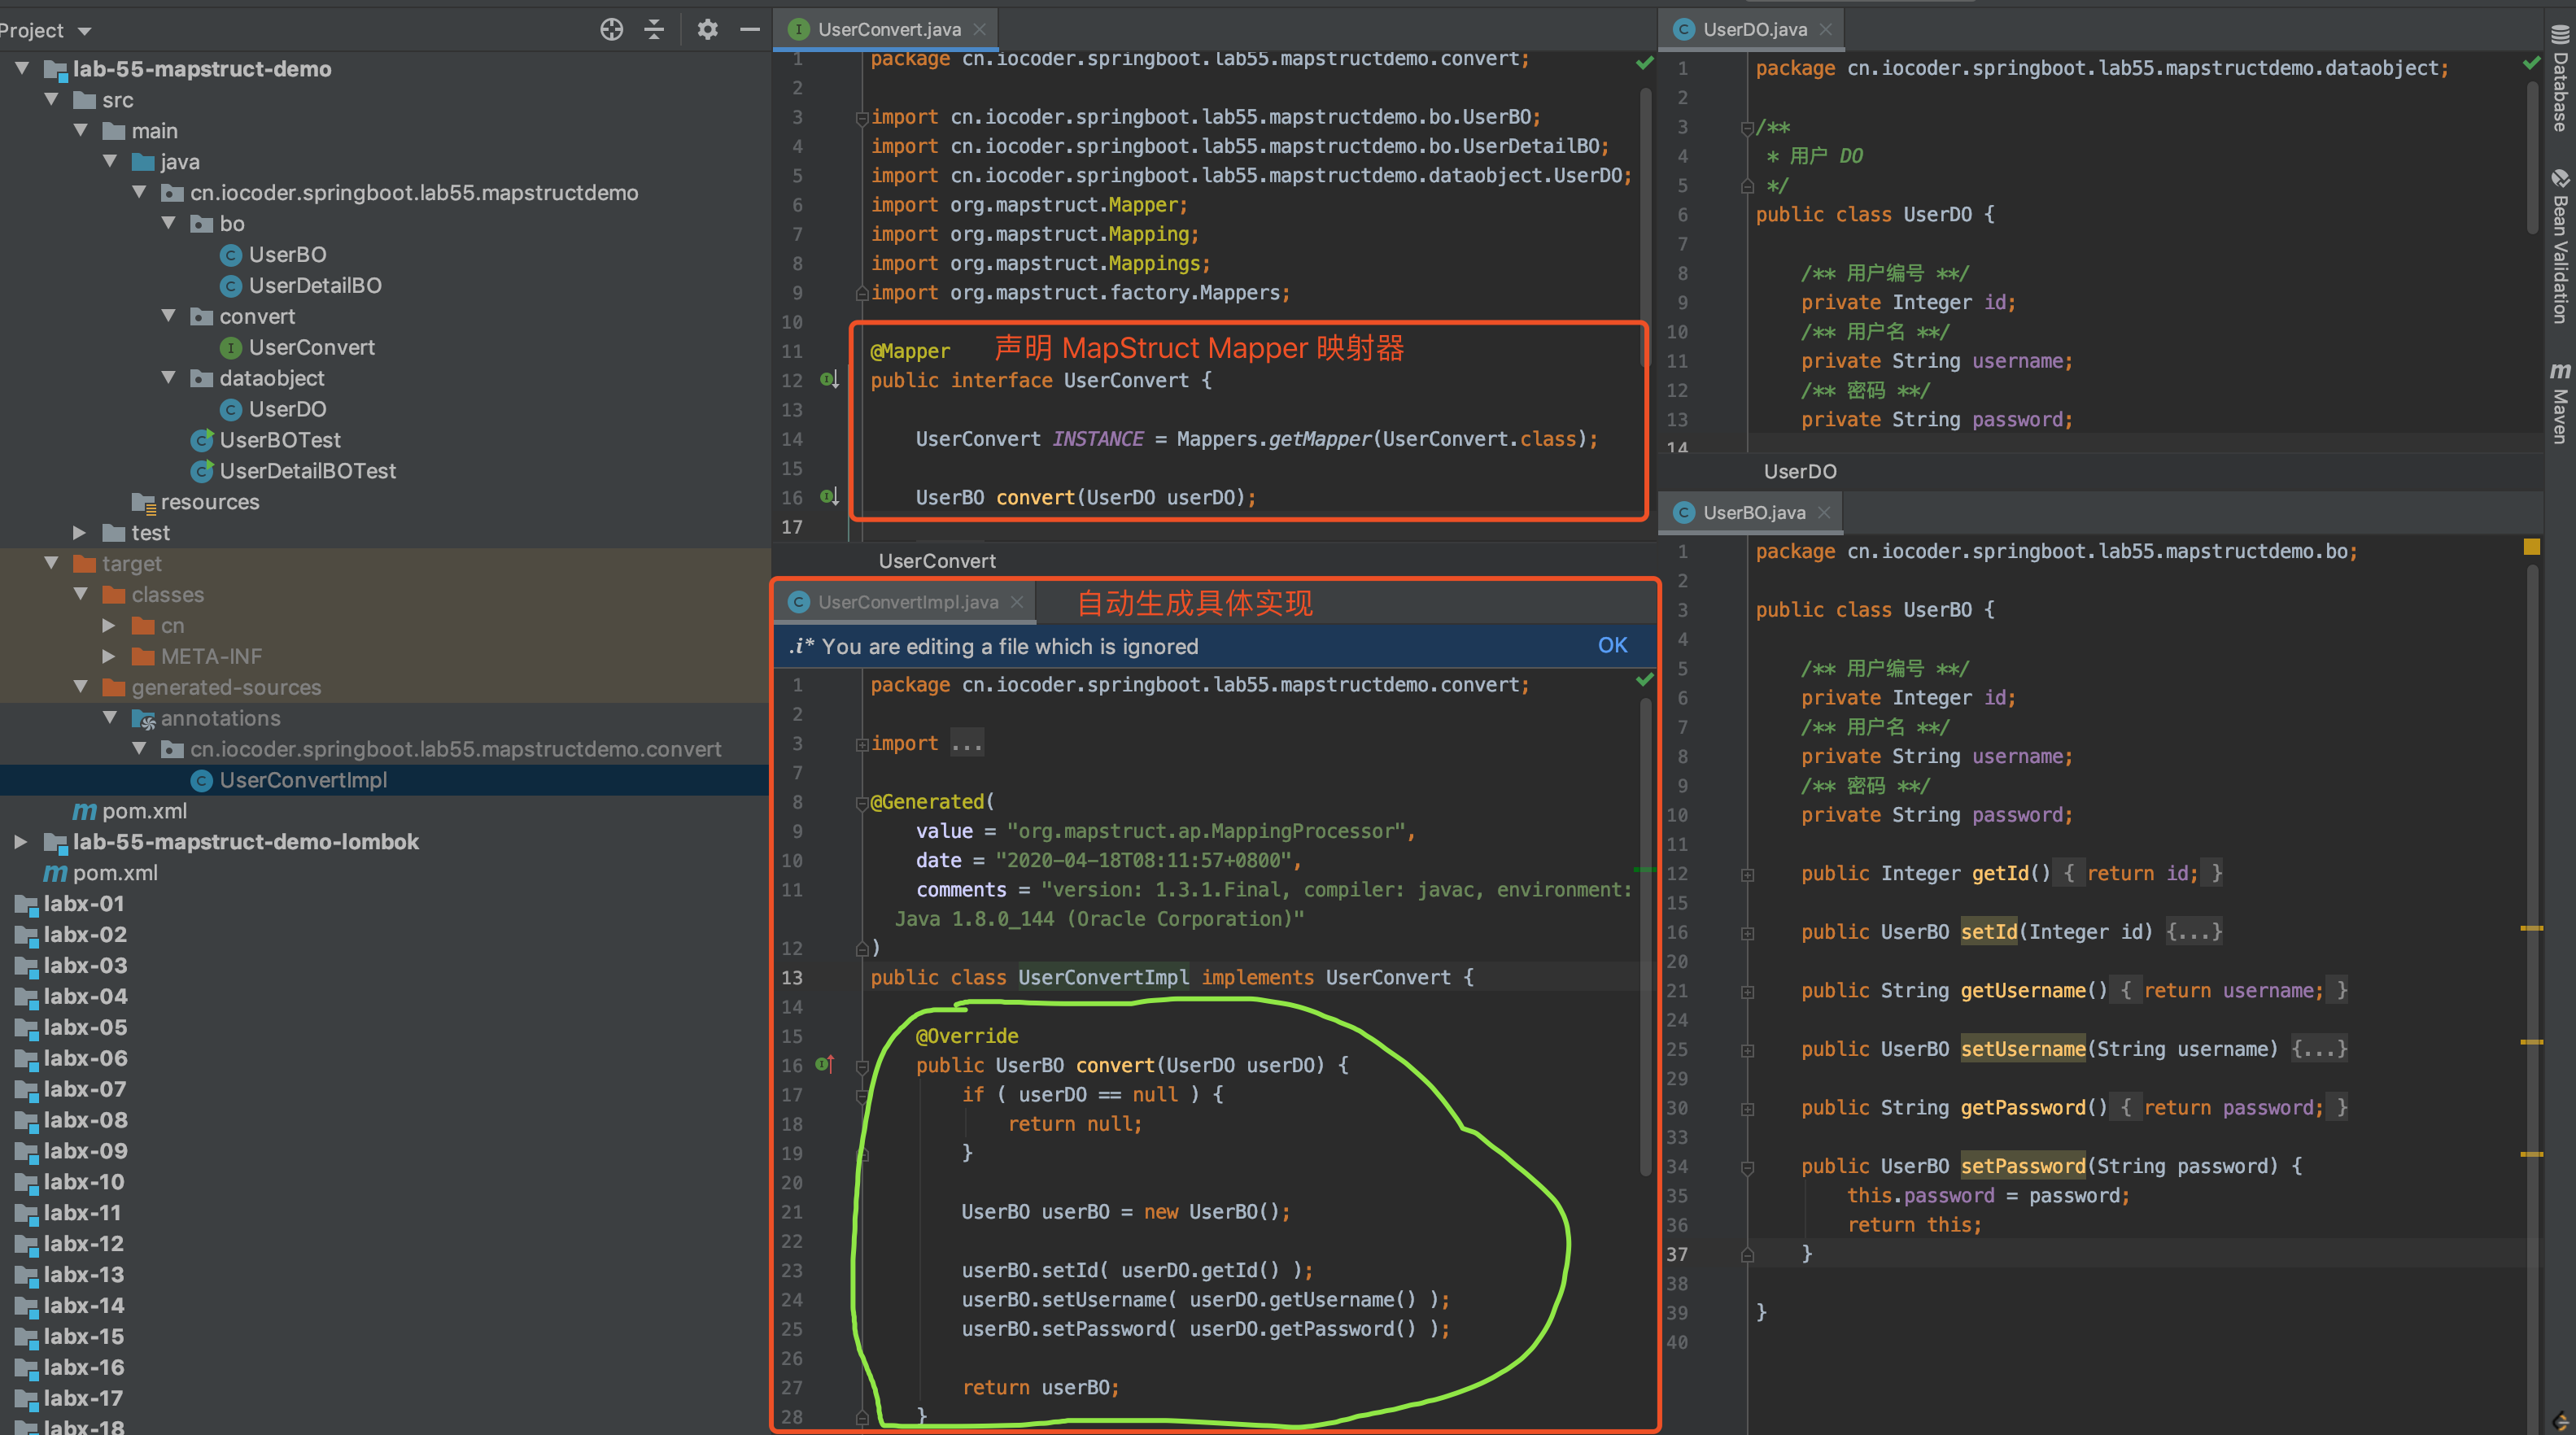 Project
lab-55-mapstruct-demo
src
main
java
cn.iocoder.springboot.lab55.mapstructdemo
bo
UserBO
UserDetailBO
convert
UserConvert
dataobject
UserDO
UserBOTest
UserDetailBOTest
resources
test
target
classes
cn
META-INF
generated-sources
annotations
cn.iocoder.springboot.lab55.mapstructdemo.convert
UserConvertImpl
pom.xml
lab-55-mapstruct-demo-lombok
pom.xml
labx-01
labx-02
labx-03
labx-04
labx-05
labx-06
labx-07
labx-08
labx-09
labx-10
labx-11
labx-12
labx-13
labx-14
labx-15
labx-16
labx-17
labx-18
UserConvert.java
1 package cn.iocoder.springboot.lab55.mapstructdemo.convert;
2
3 import cn.iocoder.springboot.lab55.mapstructdemo.bo.UserBO;
4 import cn.iocoder.springboot.lab55.mapstructdemo.bo.UserDetailBO;
5 import cn.iocoder.springboot.lab55.mapstructdemo.dataobject.UserDO;
6 import org.mapstruct.Mapper;
7 import org.mapstruct.Mapping;
8 import org.mapstruct.Mappings;
9 import org.mapstruct.factory.Mappers;
10
11 @Mapper 声明 MapStruct Mapper 映射器
12 public interface UserConvert {
13
14 UserConvert INSTANCE = Mappers.getMapper(UserConvert.class);
15
16 UserBO convert(UserDO userDO);
17
UserConvert
UserConvertImpl.java 自动生成具体实现
.i* You are editing a file which is ignored OK
1 package cn.iocoder.springboot.lab55.mapstructdemo.convert;
2
3 import ...
7
8 @Generated(
9 value = "org.mapstruct.ap.MappingProcessor",
10 date = "2020-04-18T08:11:57+0800",
11 comments = "version: 1.3.1.Final, compiler: javac, environment:
Java 1.8.0_144 (Oracle Corporation)"
12 )
13 public class UserConvertImpl implements UserConvert {
14
15 @Override
16 public UserBO convert(UserDO userDO) {
17 if ( userDO == null ) {
18 return null;
19 }
20
21 UserBO userBO = new UserBO();
22
23 userBO.setId( userDO.getId() );
24 userBO.setUsername( userDO.getUsername() );
25 userBO.setPassword( userDO.getPassword() );
26
27 return userBO;
28 }
UserDO.java
1 package cn.iocoder.springboot.lab55.mapstructdemo.dataobject;
2
3 /**
4 * 用户 DO
5 */
6 public class UserDO {
7
8 /** 用户编号 **/
9 private Integer id;
10 /** 用户名 **/
11 private String username;
12 /** 密码 **/
13 private String password;
14
UserDO
UserBO.java
1 package cn.iocoder.springboot.lab55.mapstructdemo.bo;
2
3 public class UserBO {
4
5 /** 用户编号 **/
6 private Integer id;
7 /** 用户名 **/
8 private String username;
9 /** 密码 **/
10 private String password;
11
12 public Integer getId() { return id; }
15
16 public UserBO setId(Integer id) {...}
20
21 public String getUsername() { return username; }
24
25 public UserBO setUsername(String username) {...}
29
30 public String getPassword() { return password; }
33
34 public UserBO setPassword(String password) {
35 this.password = password;
36 return this;
37 }
38
39 }
40
Database
Bean Validation
m Maven